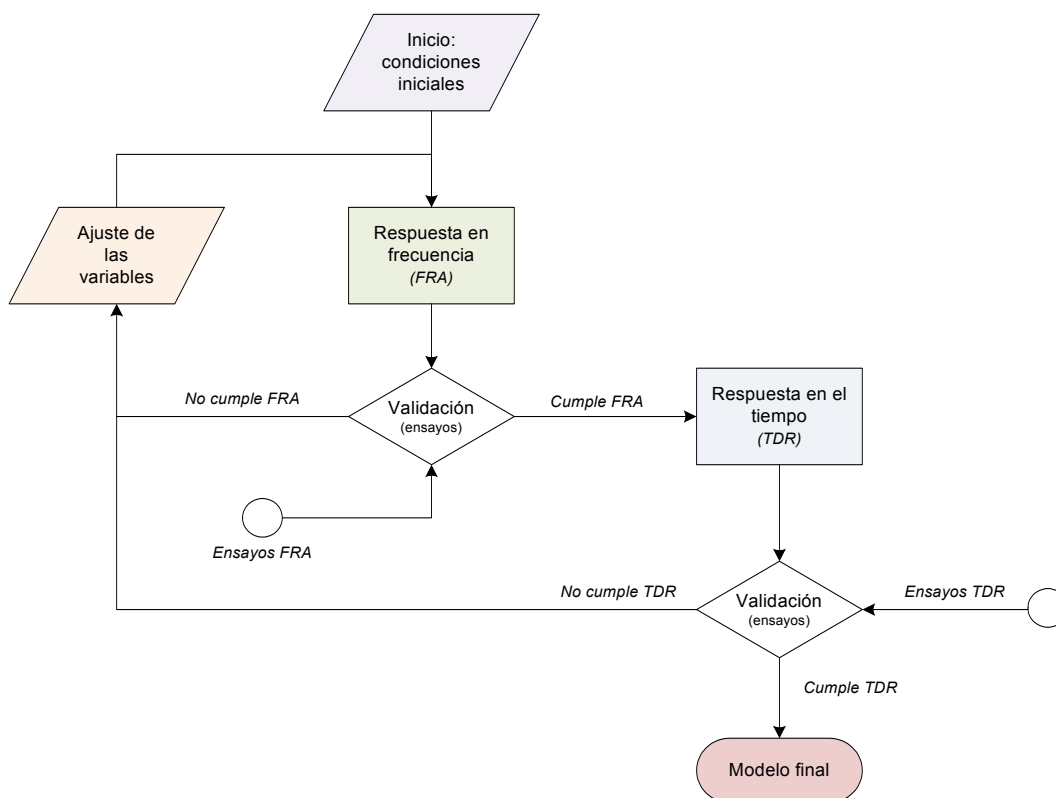 Inicio:
condiciones
iniciales
Ajuste de
las
variables
Respuesta en
frecuencia
(FRA)
No cumple FRA
Validación
(ensayos)
Cumple FRA
Respuesta en el
tiempo
(TDR)
Ensayos FRA
No cumple TDR
Validación
(ensayos)
Ensayos TDR
Cumple TDR
Modelo final